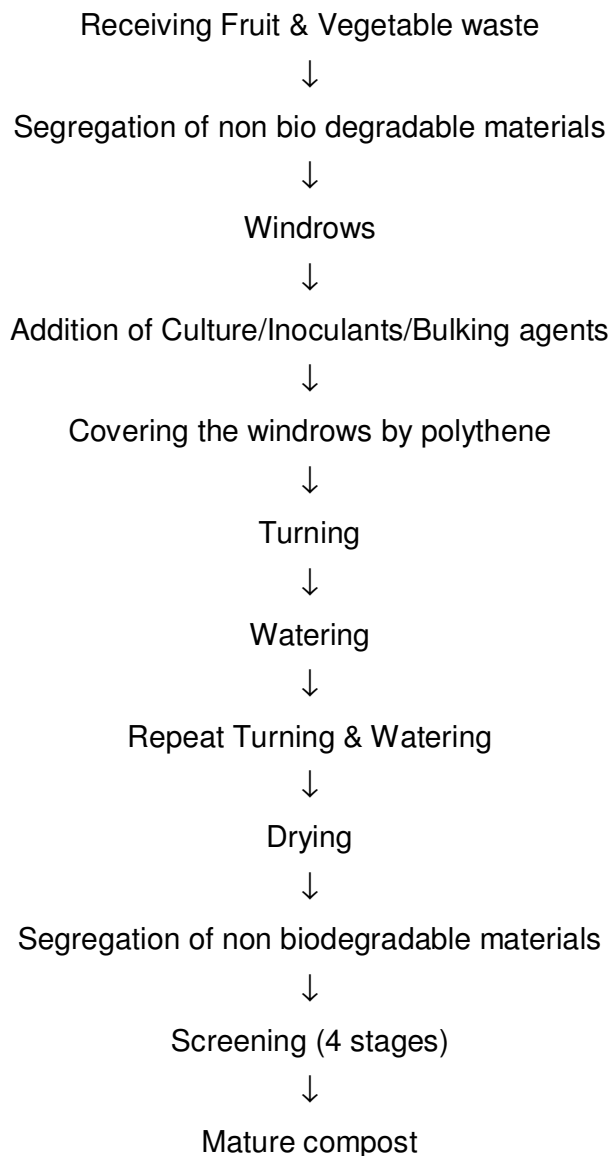 Receiving Fruit & Vegetable waste
↓
Segregation of non bio degradable materials
↓
Windrows
↓
Addition of Culture/Inoculants/Bulking agents
↓
Covering the windrows by polythene
↓
Turning
↓
Watering
↓
Repeat Turning & Watering
↓
Drying
↓
Segregation of non biodegradable materials
↓
Screening (4 stages)
↓
Mature compost